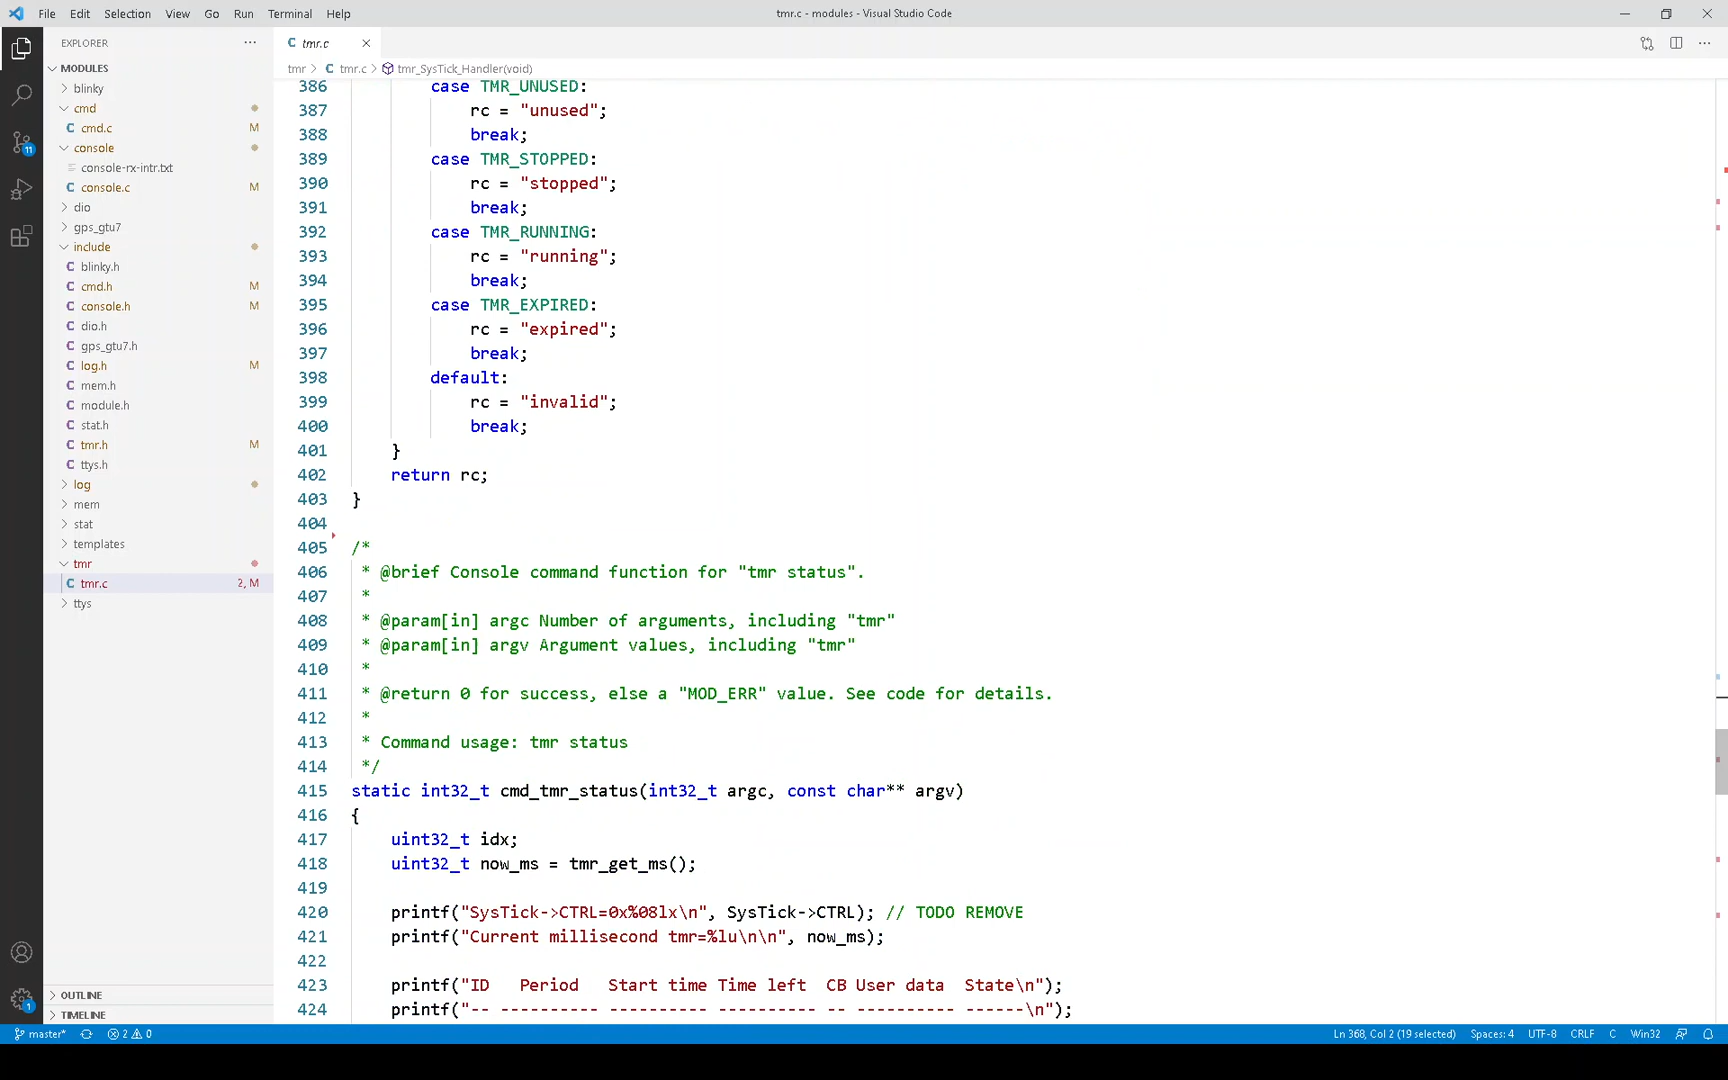 File Edit Selection View Go Run Terminal Help
tmr.c - modules - Visual Studio Code
EXPLORER
MODULES
blinky
cmd
C cmd.c M
console
console-rx-intr.txt
C console.c M
dio
gps_gtu7
include
C blinky.h
C cmd.h M
C console.h M
C dio.h
C gps_gtu7.h
C log.h M
C mem.h
C module.h
C stat.h
C tmr.h M
C ttys.h
log
mem
stat
templates
tmr
C tmr.c 2, M
ttys
OUTLINE
TIMELINE
11
1
C tmr.c
tmr > C tmr.c > tmr_SysTick_Handler(void)
386 case TMR_UNUSED:
387 rc = "unused";
388 break;
389 case TMR_STOPPED:
390 rc = "stopped";
391 break;
392 case TMR_RUNNING:
393 rc = "running";
394 break;
395 case TMR_EXPIRED:
396 rc = "expired";
397 break;
398 default:
399 rc = "invalid";
400 break;
401 }
402 return rc;
403 }
404
405 /*
406 * @brief Console command function for "tmr status".
407 *
408 * @param[in] argc Number of arguments, including "tmr"
409 * @param[in] argv Argument values, including "tmr"
410 *
411 * @return 0 for success, else a "MOD_ERR" value. See code for details.
412 *
413 * Command usage: tmr status
414 */
415 static int32_t cmd_tmr_status(int32_t argc, const char** argv)
416 {
417 uint32_t idx;
418 uint32_t now_ms = tmr_get_ms();
419
420 printf("SysTick->CTRL=0x%08lx\n", SysTick->CTRL); // TODO REMOVE
421 printf("Current millisecond tmr=%lu\n\n", now_ms);
422
423 printf("ID   Period   Start time Time left  CB User data  State\n");
424 printf("-- ---------- ---------- ---------- -- ---------- ------\n");
master* 2 0
Ln 368, Col 2 (19 selected) Spaces: 4 UTF-8 CRLF C Win32